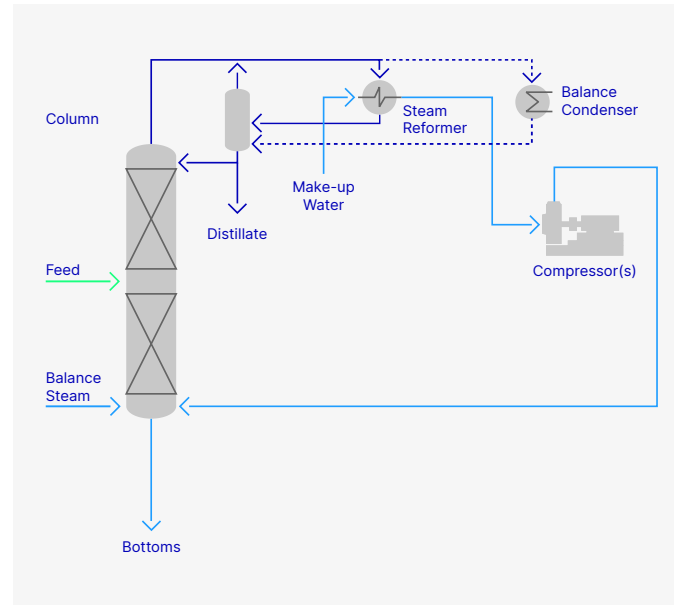 Column
Steam
Reformer
Balance
Condenser
Make-up
Water
Distillate
Feed
Compressor(s)
Balance
Steam
Bottoms